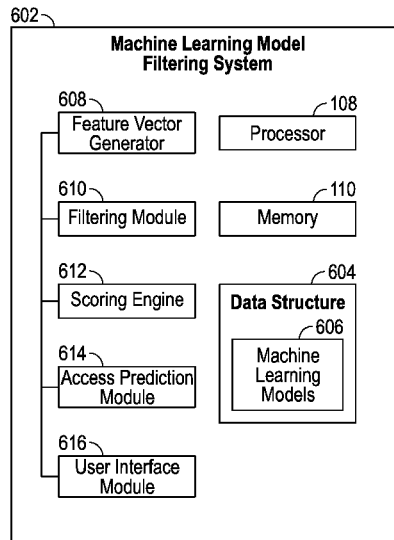 602
Machine Learning Model
Filtering System
608
Feature Vector
Generator
108
Processor
610
Filtering Module
110
Memory
612
Scoring Engine
604
Data Structure
606
Machine
Learning
Models
614
Access Prediction
Module
616
User Interface
Module